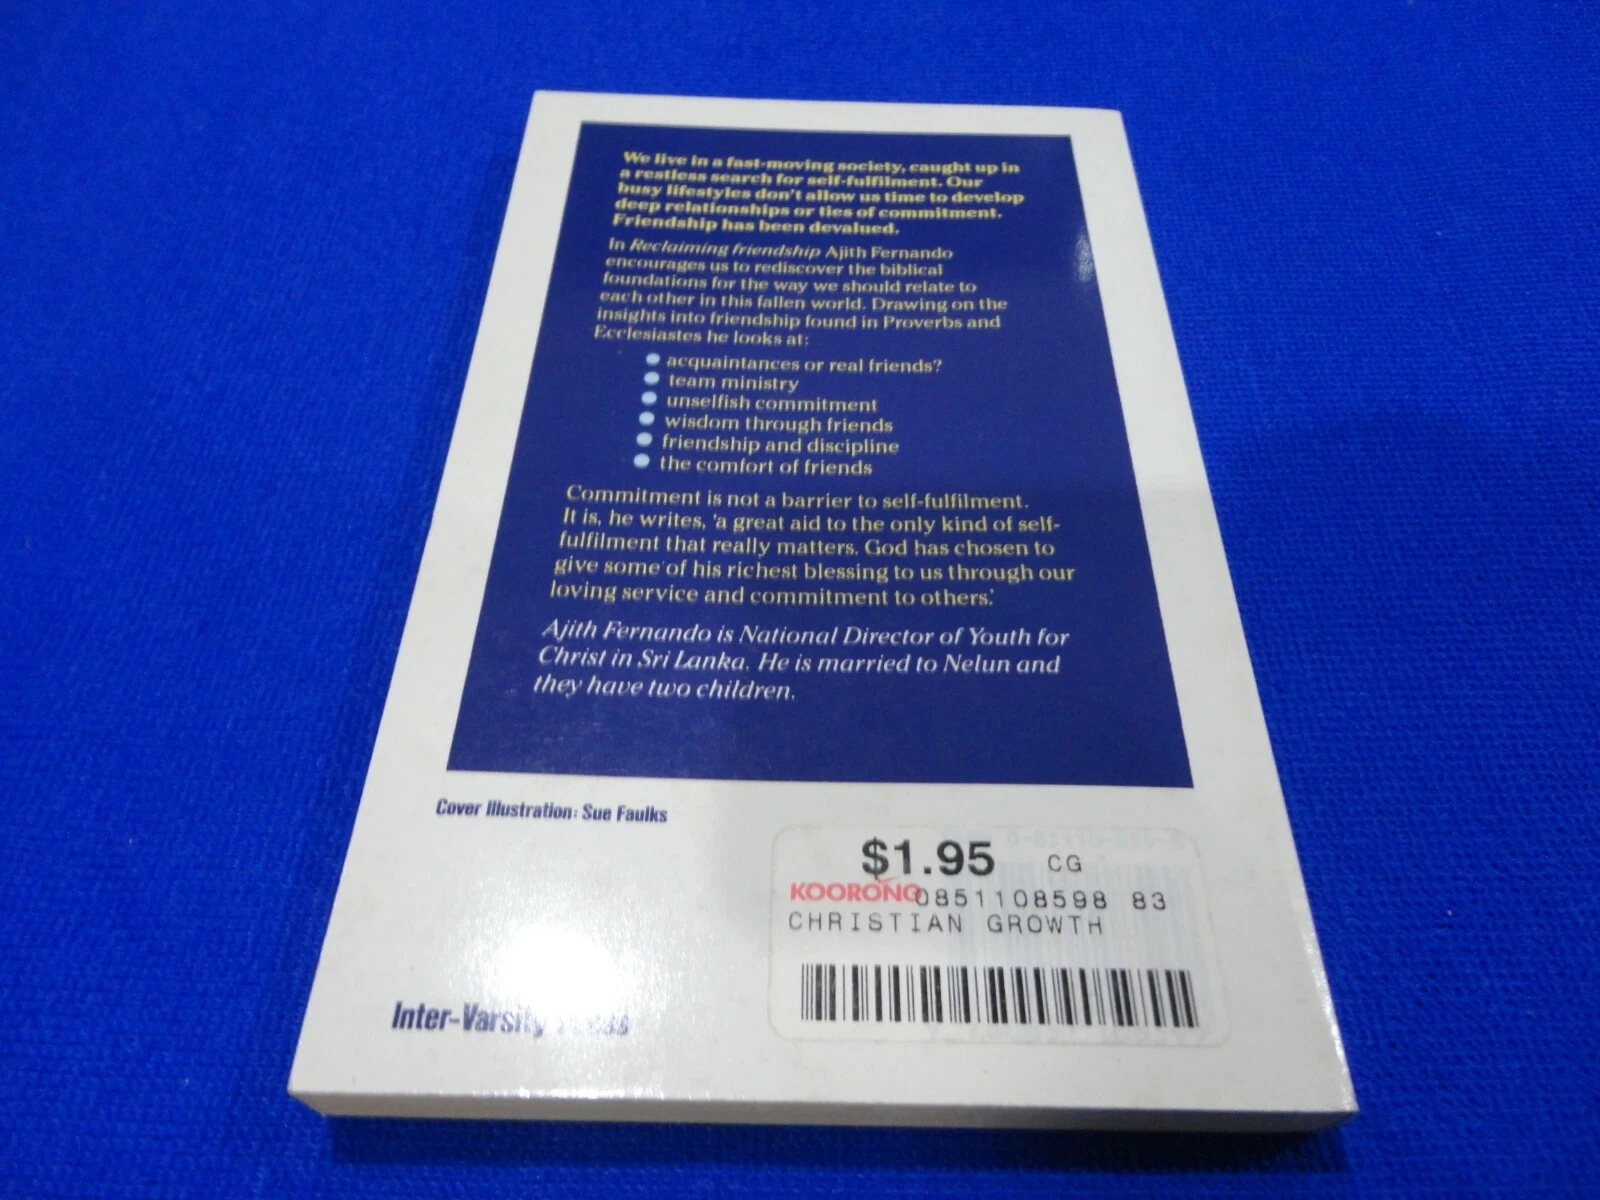 We live in a fast-moving society, caught up in
a restless search for self-fulfilment. Our
busy lifestyles don't allow us time to develop
deep relationships or ties of commitment.
Friendship has been devalued.
In Reclaiming friendship Ajith Fernando
encourages us to rediscover the biblical
foundations for the way we should relate to
each other in this fallen world. Drawing on the
insights into friendship found in Proverbs and
Ecclesiastes he looks at:
● acquaintances or real friends?
● team ministry
● unselfish commitment
● wisdom through friends
● friendship and discipline
● the comfort of friends
Commitment is not a barrier to self-fulfilment.
It is, he writes, 'a great aid to the only kind of self-
fulfilment that really matters. God has chosen to
give some of his richest blessing to us through our
loving service and commitment to others.'
Ajith Fernando is National Director of Youth for
Christ in Sri Lanka. He is married to Nelun and
they have two children.
Cover illustration: Sue Faulks
$1.95 CG
KOORONG 0851108598 83
CHRISTIAN GROWTH
Inter-Varsity